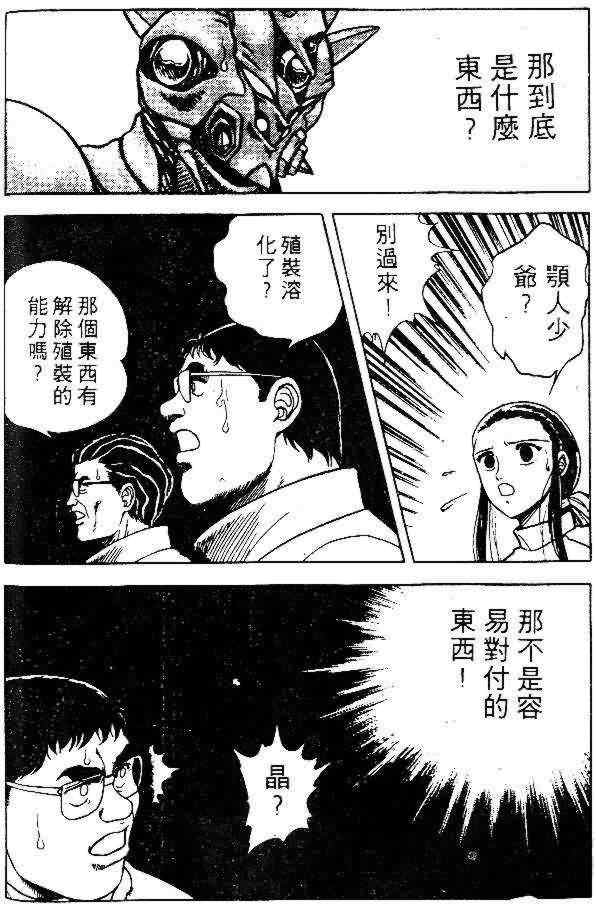 那到底
是什麼
東西？
顎人少
爺？
別過來！
殖裝溶
化了？
那個東西有
解除殖裝的
能力嗎？
那不是容
易對付的
東西！
晶？